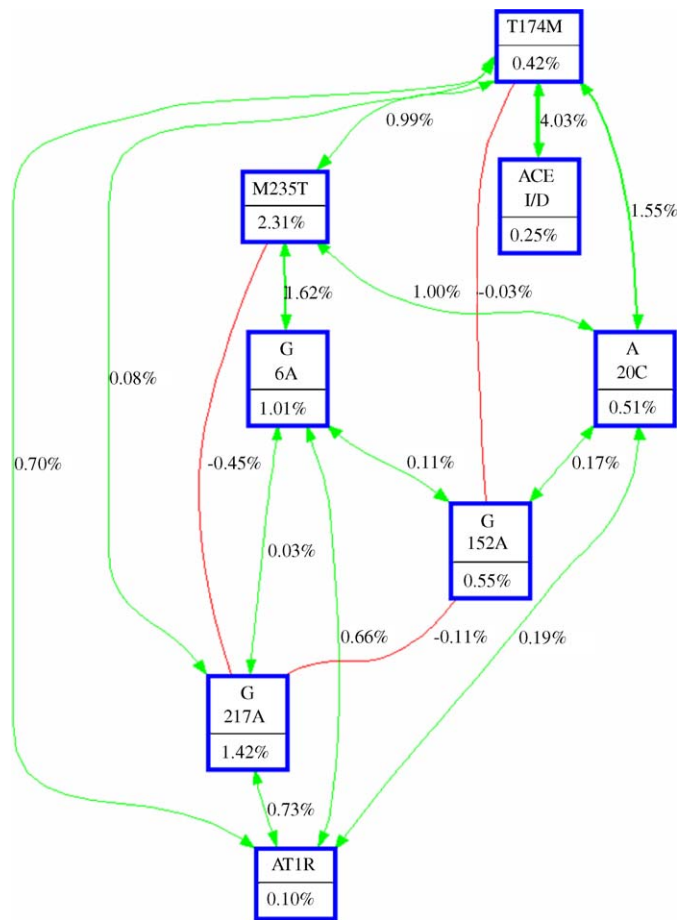 T174M
0.42%
0.99%
4.03%
ACE
I/D
0.25%
M235T
2.31%
1.55%
1.62%
1.00%
-0.03%
G
6A
1.01%
A
20C
0.51%
0.08%
0.70%
-0.45%
0.11%
0.17%
G
152A
0.55%
0.03%
0.66%
-0.11%
0.19%
G
217A
1.42%
0.73%
AT1R
0.10%